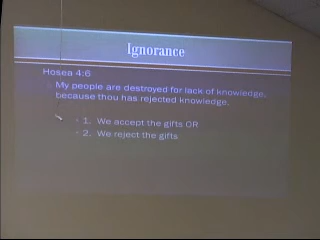 Ignorance
Hosea 4:6
My people are destroyed for lack of knowledge,
because thou has rejected knowledge.
1. We accept the gifts OR
2. We reject the gifts